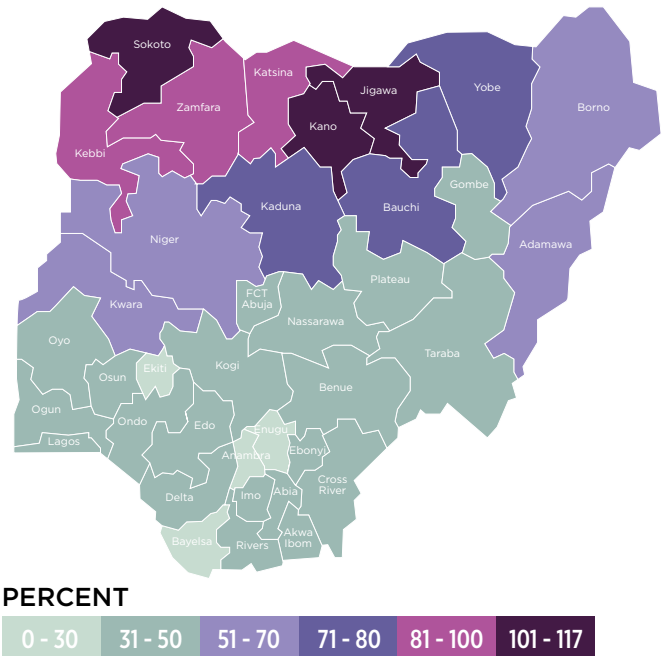 Sokoto
Katsina
Zamfara
Jigawa
Yobe
Borno
Kano
Kebbi
Gombe
Kaduna
Bauchi
Niger
Adamawa
Plateau
FCT
Abuja
Kwara
Nassarawa
Oyo
Taraba
Ekiti
Kogi
Osun
Benue
Ogun
Ondo
Edo
Enugu
Lagos
Anambra
Ebonyi
Cross
River
Delta
Imo
Abia
Akwa
Ibom
Bayelsa
Rivers
PERCENT
0 - 30
31 - 50
51 - 70
71 - 80
81 - 100
101 - 117